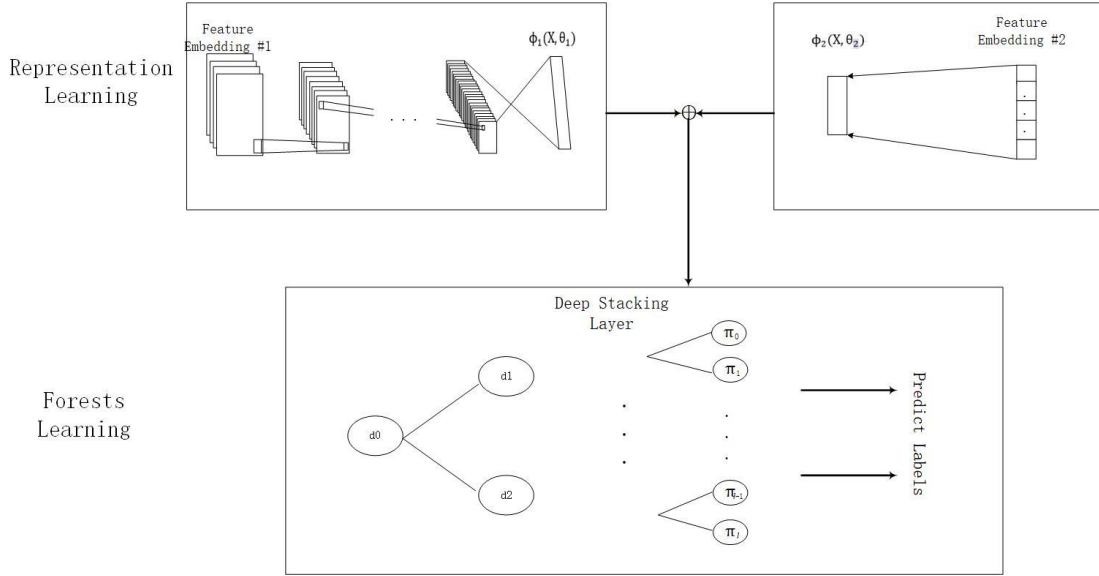 Representation
Learning
Feature
Embedding #1
ϕ₁(X,θ₁)
. . .
ϕ₂(X,θ₂)
Feature
Embedding #2
Deep Stacking
Layer
Forests
Learning
d0
d1
d2
π₀
π₁
πₗ₋₁
πₗ
Predict Labels